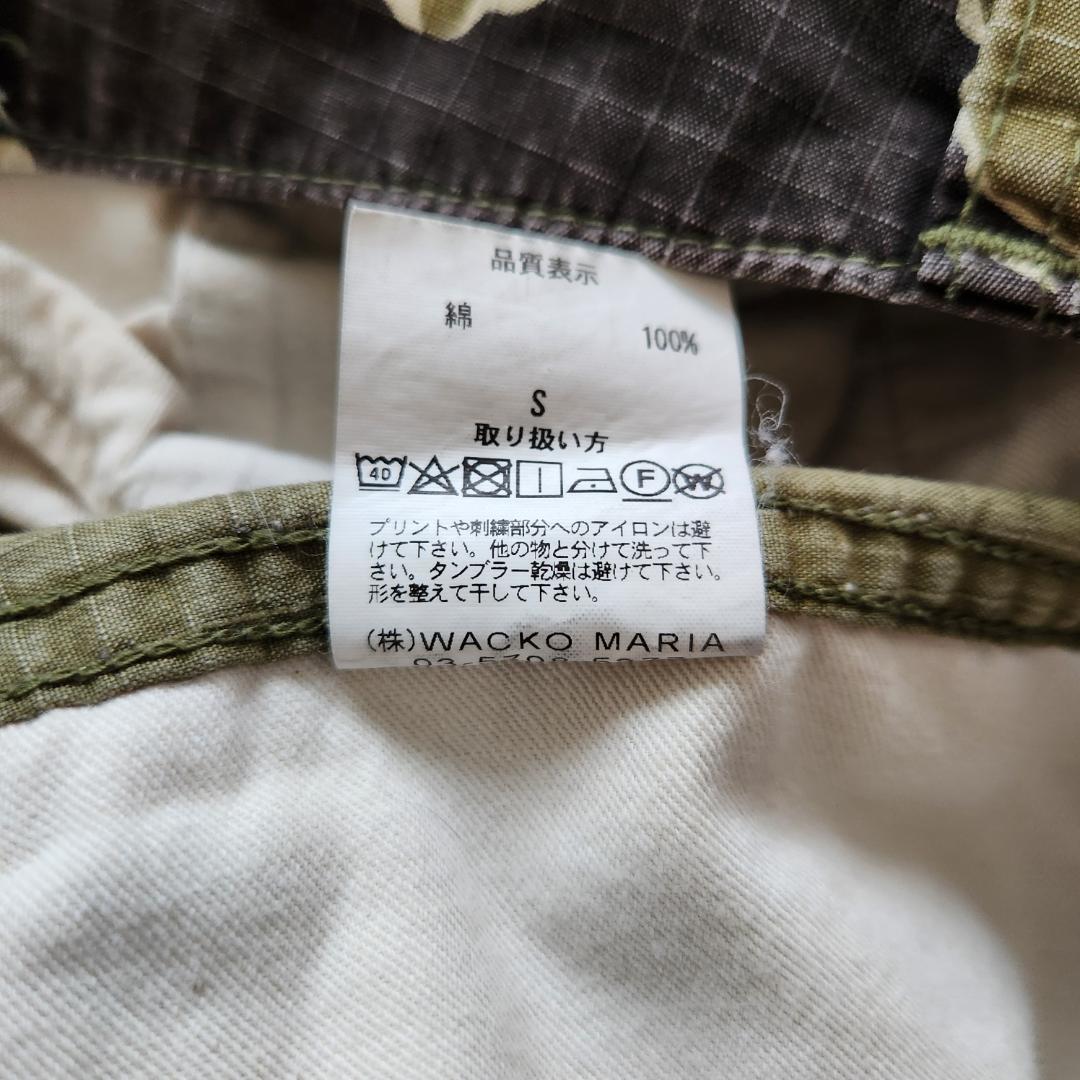 品質表示
綿 100%
S
取り扱い方
40 F W
プリントや刺繍部分へのアイロンは避
けて下さい。他の物と分けて洗って下
さい。タンブラー乾燥は避けて下さい。
形を整えて干して下さい。
(株)WACKO MARIA